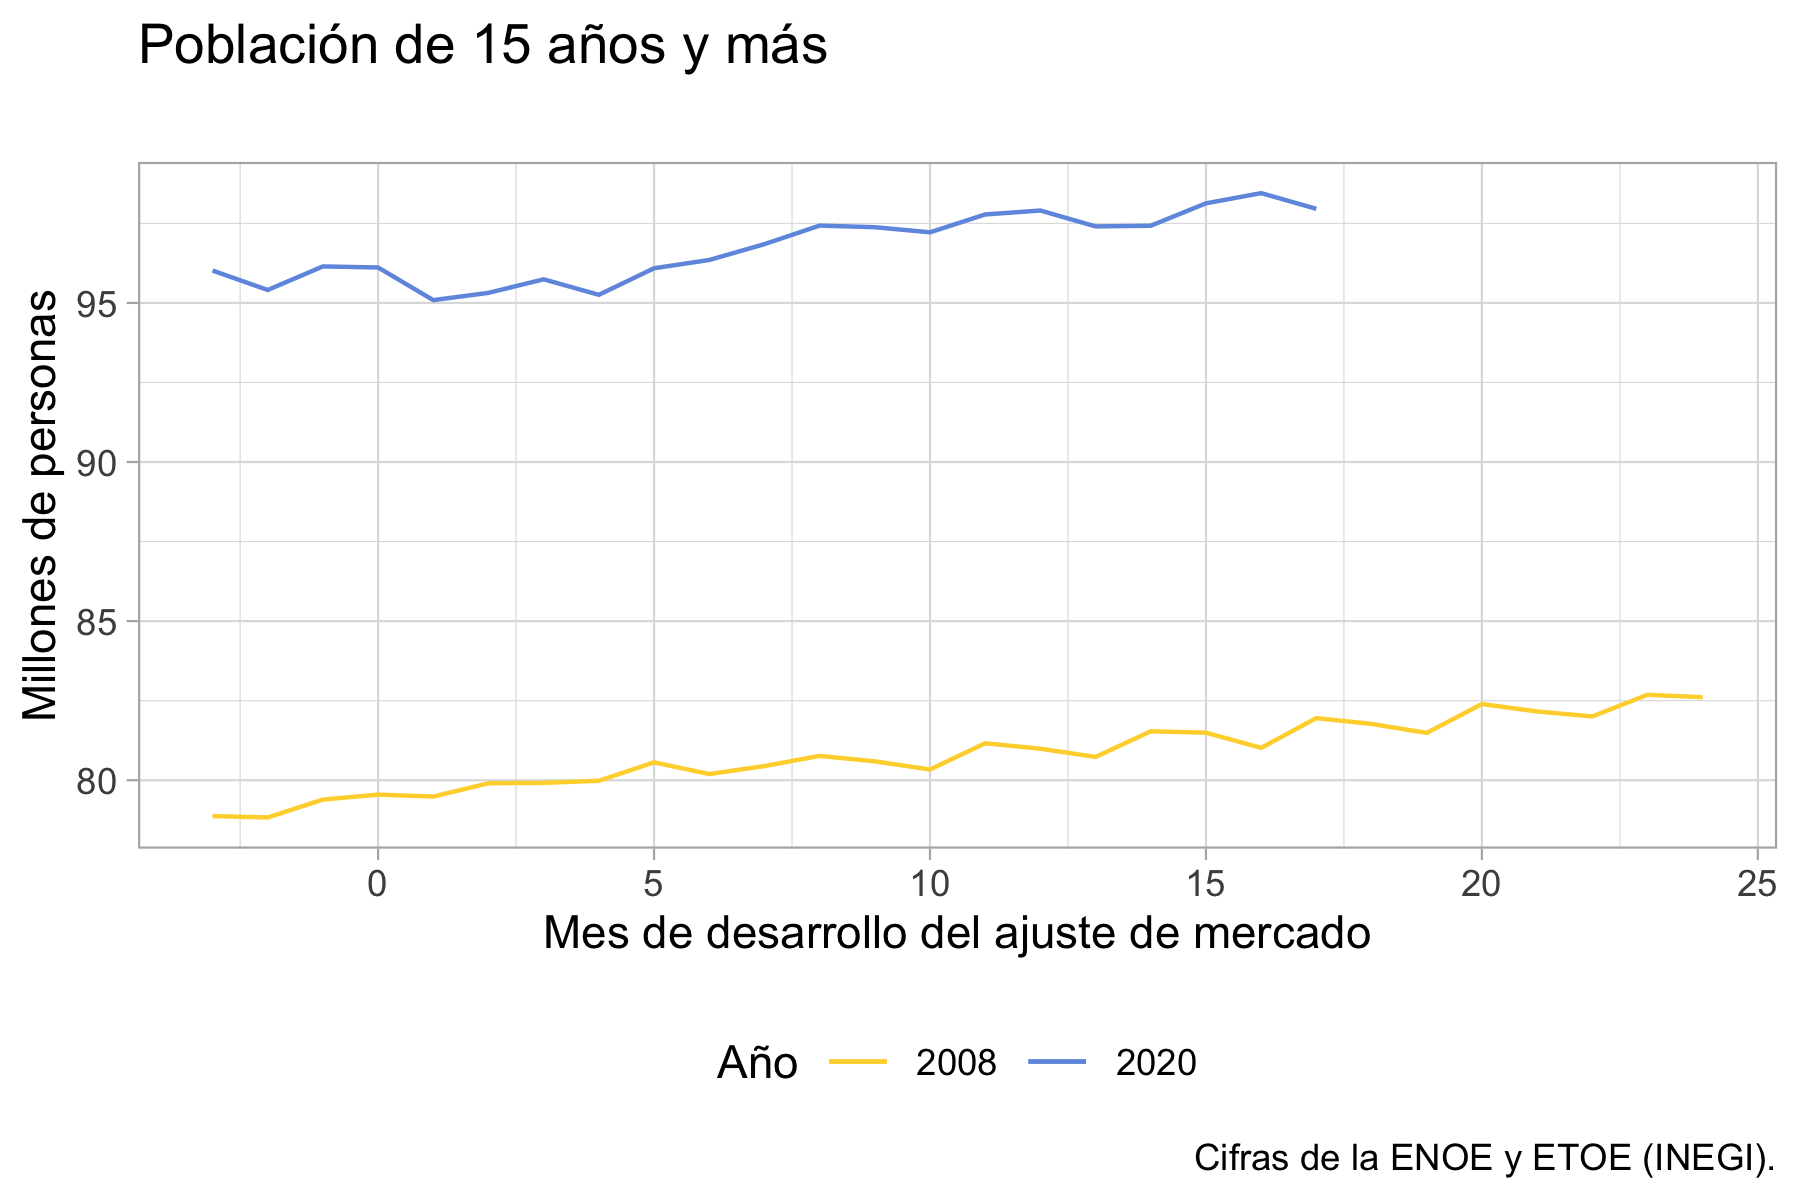 Población de 15 años y más
Millones de personas
95
90
85
80
0 5 10 15 20 25
Mes de desarrollo del ajuste de mercado
Año 2008 2020
Cifras de la ENOE y ETOE (INEGI).